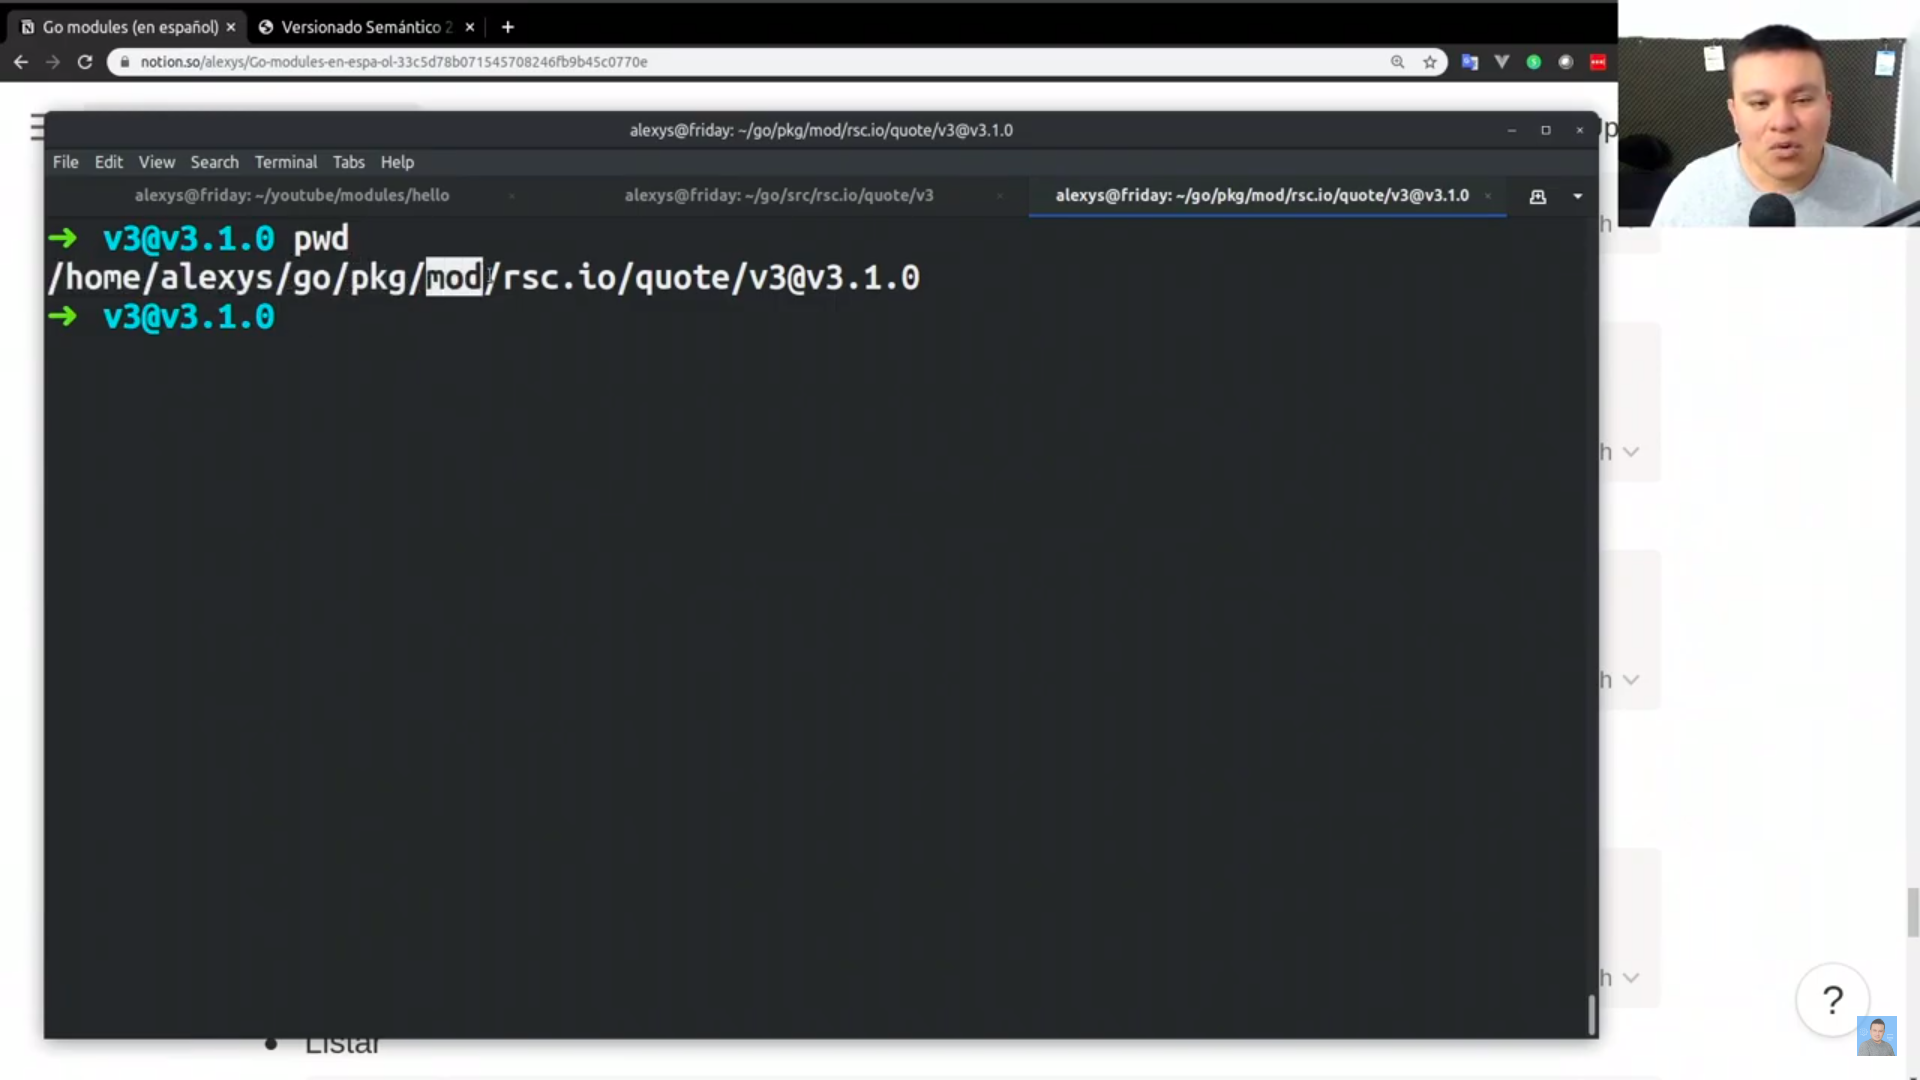 Go modules (en español)
Versionado Semántico 2
notion.so/alexys/Go-modules-en-espa-ol-33c5d78b071545708246fb9b45c0770e
alexys@friday: ~/go/pkg/mod/rsc.io/quote/v3@v3.1.0
File Edit View Search Terminal Tabs Help
alexys@friday: ~/youtube/modules/hello
alexys@friday: ~/go/src/rsc.io/quote/v3
alexys@friday: ~/go/pkg/mod/rsc.io/quote/v3@v3.1.0
➜ v3@v3.1.0 pwd
/home/alexys/go/pkg/mod/rsc.io/quote/v3@v3.1.0
➜ v3@v3.1.0
h
h
h
h
?
• Listar